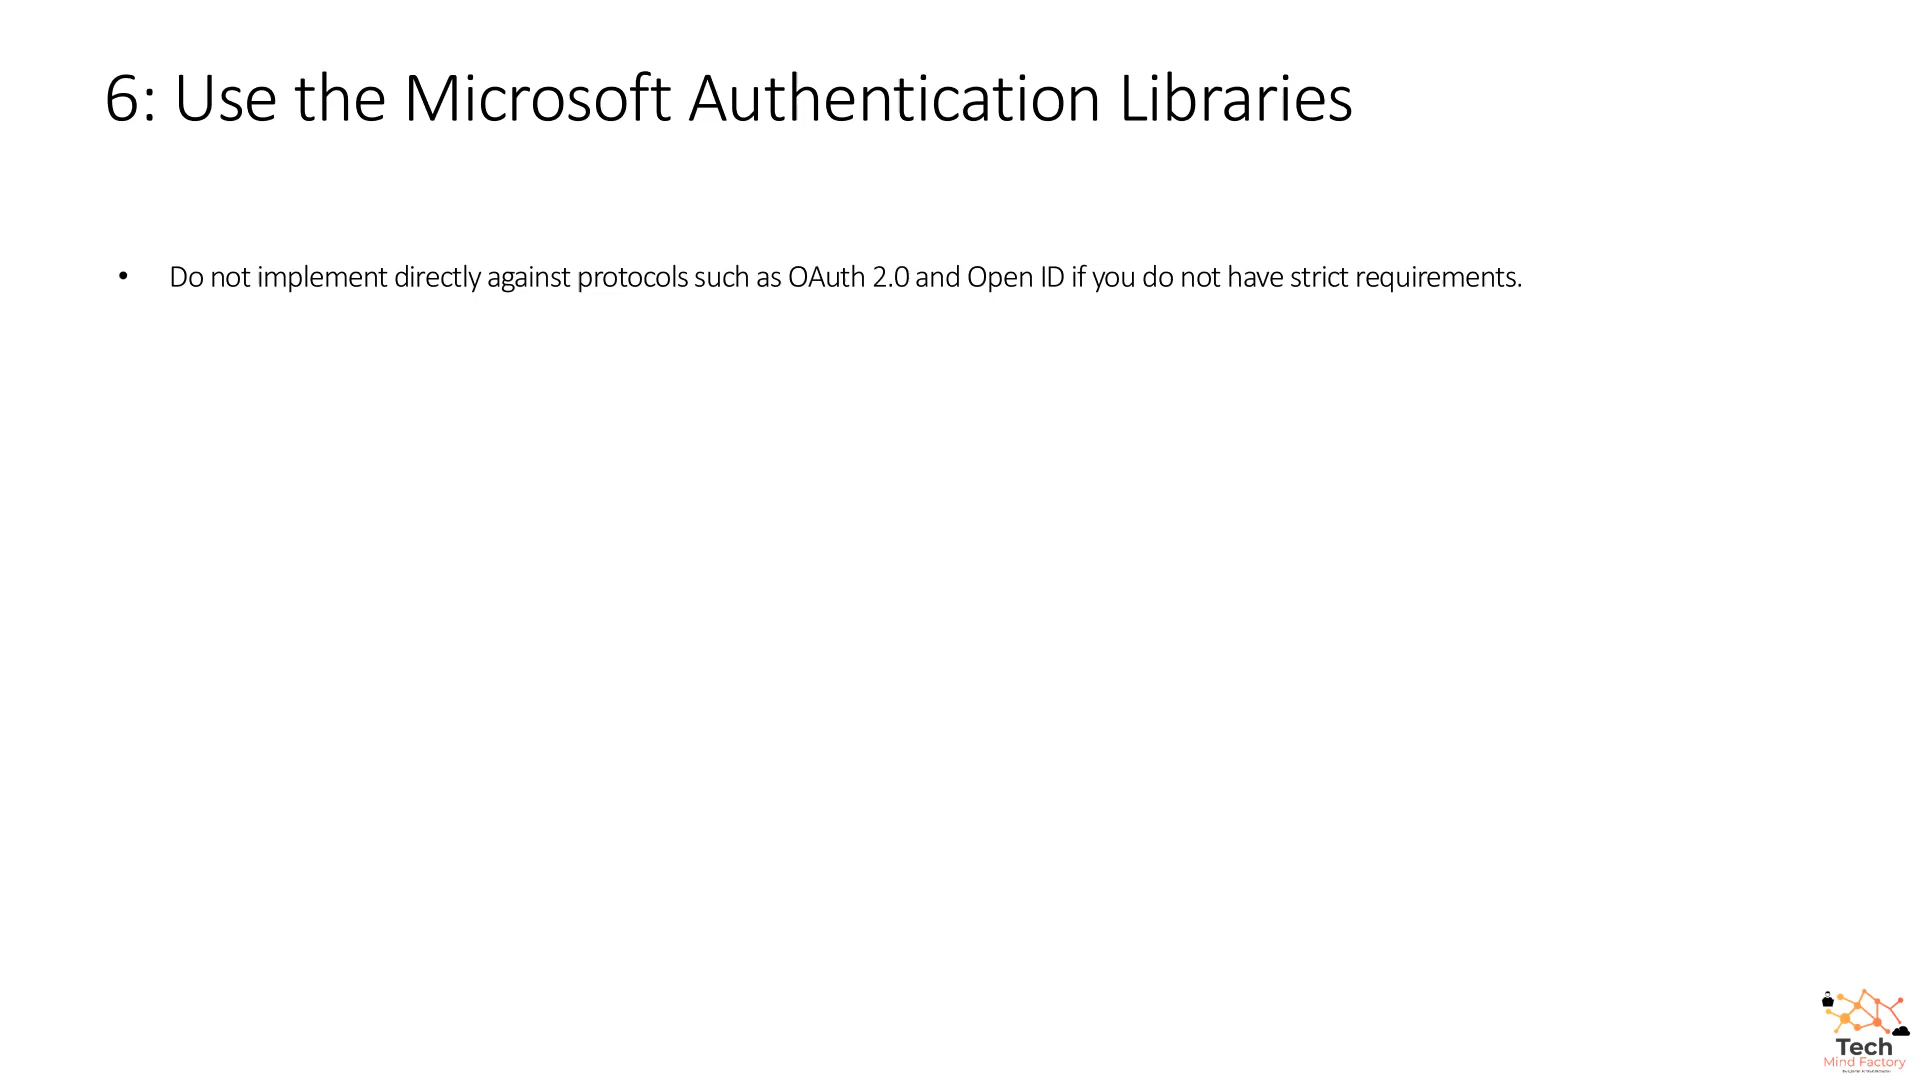 6: Use the Microsoft Authentication Libraries
• Do not implement directly against protocols such as OAuth 2.0 and Open ID if you do not have strict requirements.
Tech
Mind Factory